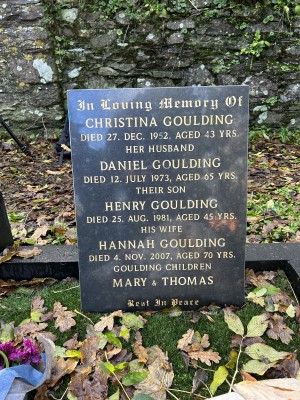 In Loving Memory Of
CHRISTINA GOULDING
DIED 27. DEC. 1952, AGED 43 YRS.
HER HUSBAND
DANIEL GOULDING
DIED 12. JULY 1973, AGED 65 YRS.
THEIR SON
HENRY GOULDING
DIED 25. AUG. 1981, AGED 45 YRS.
HIS WIFE
HANNAH GOULDING
DIED 4. NOV. 2007, AGED 70 YRS.
GOULDING CHILDREN
MARY & THOMAS
Rest In Peace